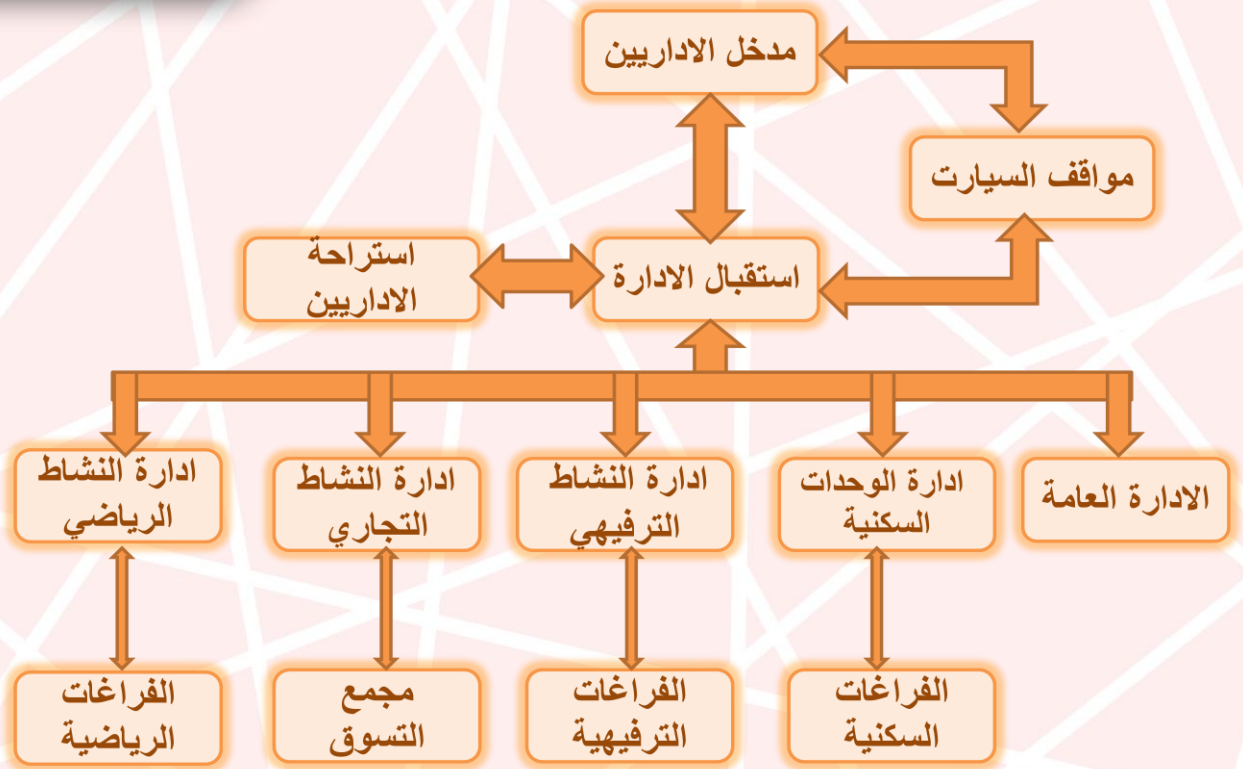 مدخل الاداريين
مواقف السيارت
استقبال الادارة
استراحة
الاداريين
الادارة العامة
ادارة الوحدات
السكنية
ادارة النشاط
الترفيهي
ادارة النشاط
التجاري
ادارة النشاط
الرياضي
الفراغات
السكنية
الفراغات
الترفيهية
مجمع
التسوق
الفراغات
الرياضية